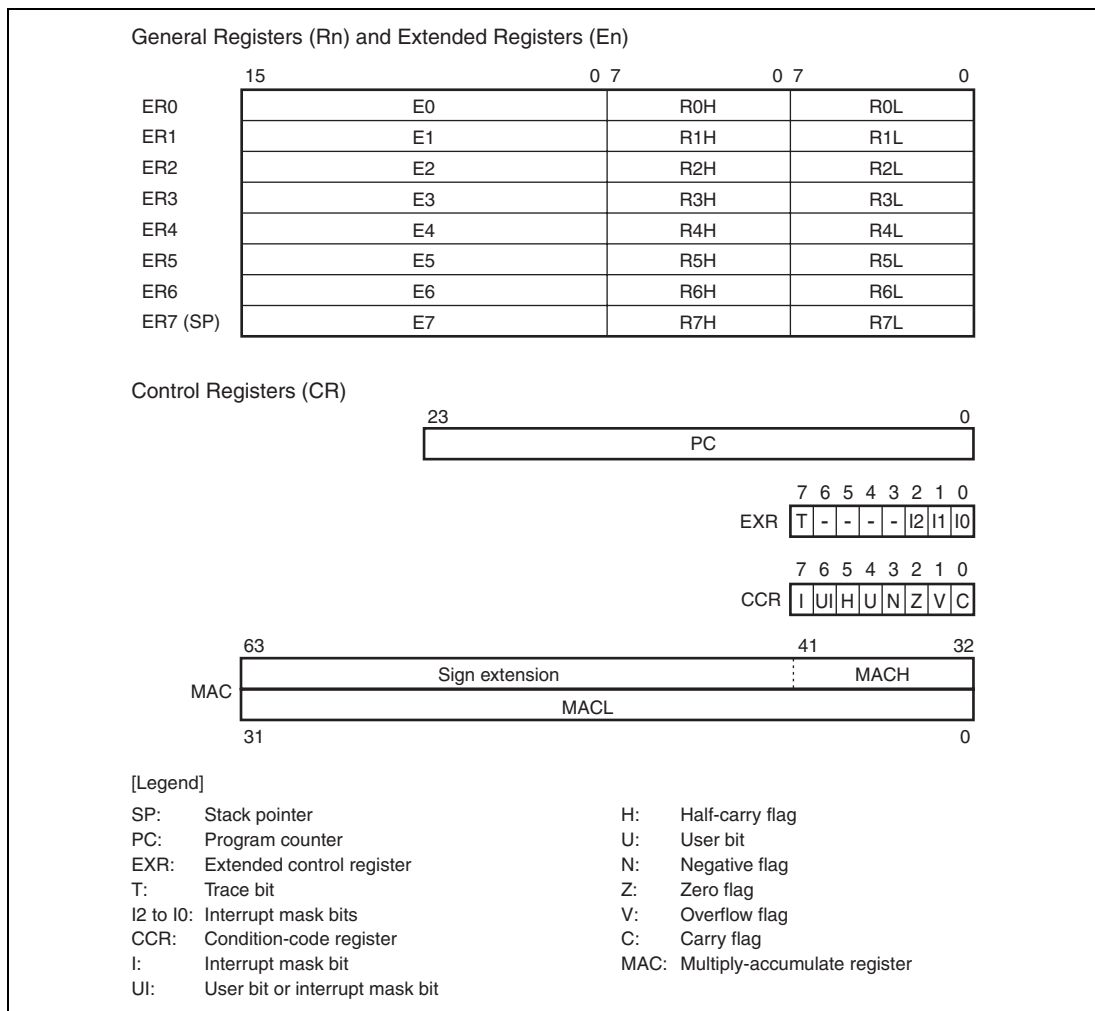 General Registers (Rn) and Extended Registers (En)
15 0 7 0 7 0
ER0 E0 R0H R0L
ER1 E1 R1H R1L
ER2 E2 R2H R2L
ER3 E3 R3H R3L
ER4 E4 R4H R4L
ER5 E5 R5H R5L
ER6 E6 R6H R6L
ER7 (SP) E7 R7H R7L
Control Registers (CR)
23 0
PC
7 6 5 4 3 2 1 0
EXR T - - - - I2 I1 I0
7 6 5 4 3 2 1 0
CCR I UI H U N Z V C
63 41 32
Sign extension MACH
MAC
MACL
31 0
[Legend]
SP: Stack pointer
PC: Program counter
EXR: Extended control register
T: Trace bit
I2 to I0: Interrupt mask bits
CCR: Condition-code register
I: Interrupt mask bit
UI: User bit or interrupt mask bit
H: Half-carry flag
U: User bit
N: Negative flag
Z: Zero flag
V: Overflow flag
C: Carry flag
MAC: Multiply-accumulate register